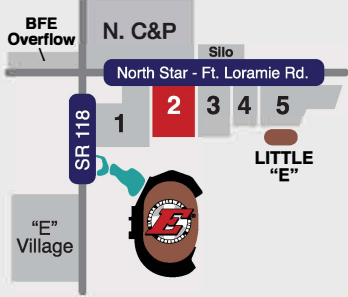 BFE
Overflow
N. C&P
Silo
North Star - Ft. Loramie Rd.
SR 118
1
2
3
4
5
LITTLE
“E”
“E”
Village
E